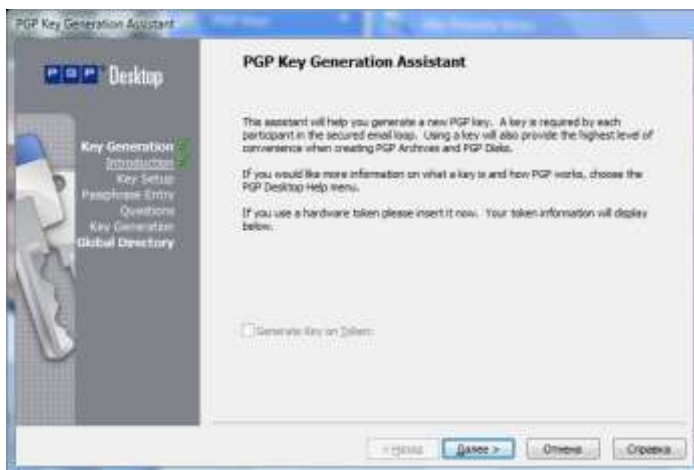 PGP Key Generation Assistant
PGP Desktop
Key Generation
Introduction
Key Setup
Passphrase Entry
Questions
Key Generation
Global Directory
PGP Key Generation Assistant
This assistant will help you generate a new PGP key. A key is required by each
participant in the secured email loop. Using a key will also provide the highest level of
convenience when creating PGP Archives and PGP Disks.
If you would like more information on what a key is and how PGP works, choose the
PGP Desktop Help menu.
If you use a hardware token please insert it now. Your token information will display
below.
Generate Key on Token:
< Назад
Далее >
Отмена
Справка